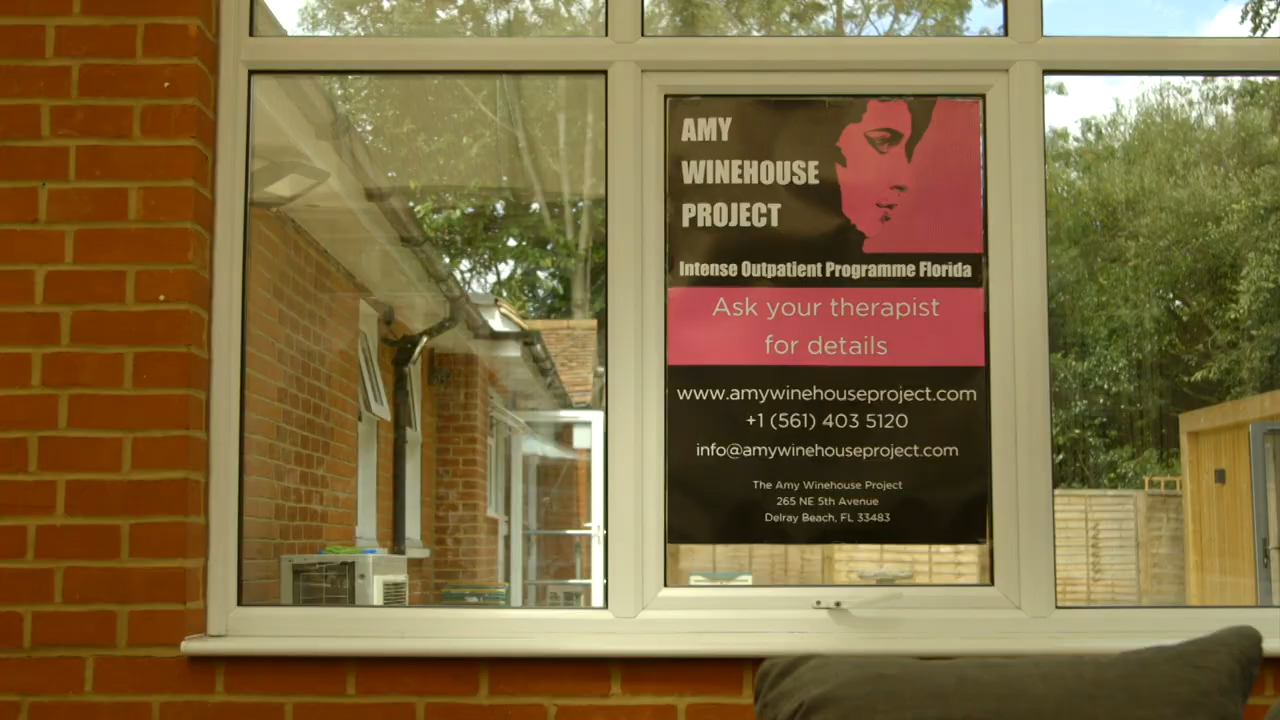 AMY
WINEHOUSE
PROJECT
Intense Outpatient Programme Florida
Ask your therapist
for details
www.amywinehouseproject.com
+1 (561) 403 5120
info@amywinehouseproject.com
The Amy Winehouse Project
265 NE 5th Avenue
Delray Beach, FL 33483